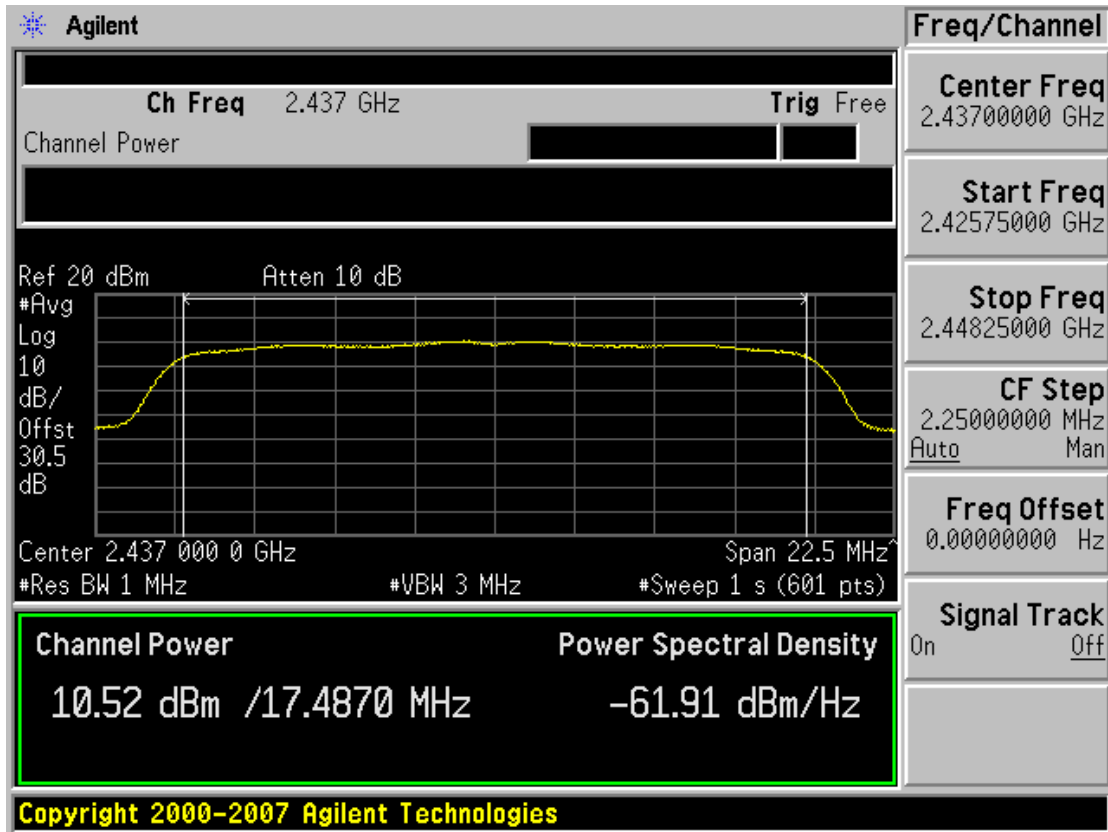 Agilent
Freq/Channel
Ch Freq 2.437 GHz Trig Free
Channel Power
Center Freq
2.43700000 GHz
Start Freq
2.42575000 GHz
Stop Freq
2.44825000 GHz
CF Step
2.25000000 MHz
Auto Man
Freq Offset
0.00000000 Hz
Signal Track
On Off
Ref 20 dBm Atten 10 dB
#Avg
Log
10
dB/
Offst
30.5
dB
Center 2.437 000 0 GHz Span 22.5 MHz^
#Res BW 1 MHz #VBW 3 MHz #Sweep 1 s (601 pts)
Channel Power Power Spectral Density
10.52 dBm /17.4870 MHz -61.91 dBm/Hz
Copyright 2000-2007 Agilent Technologies